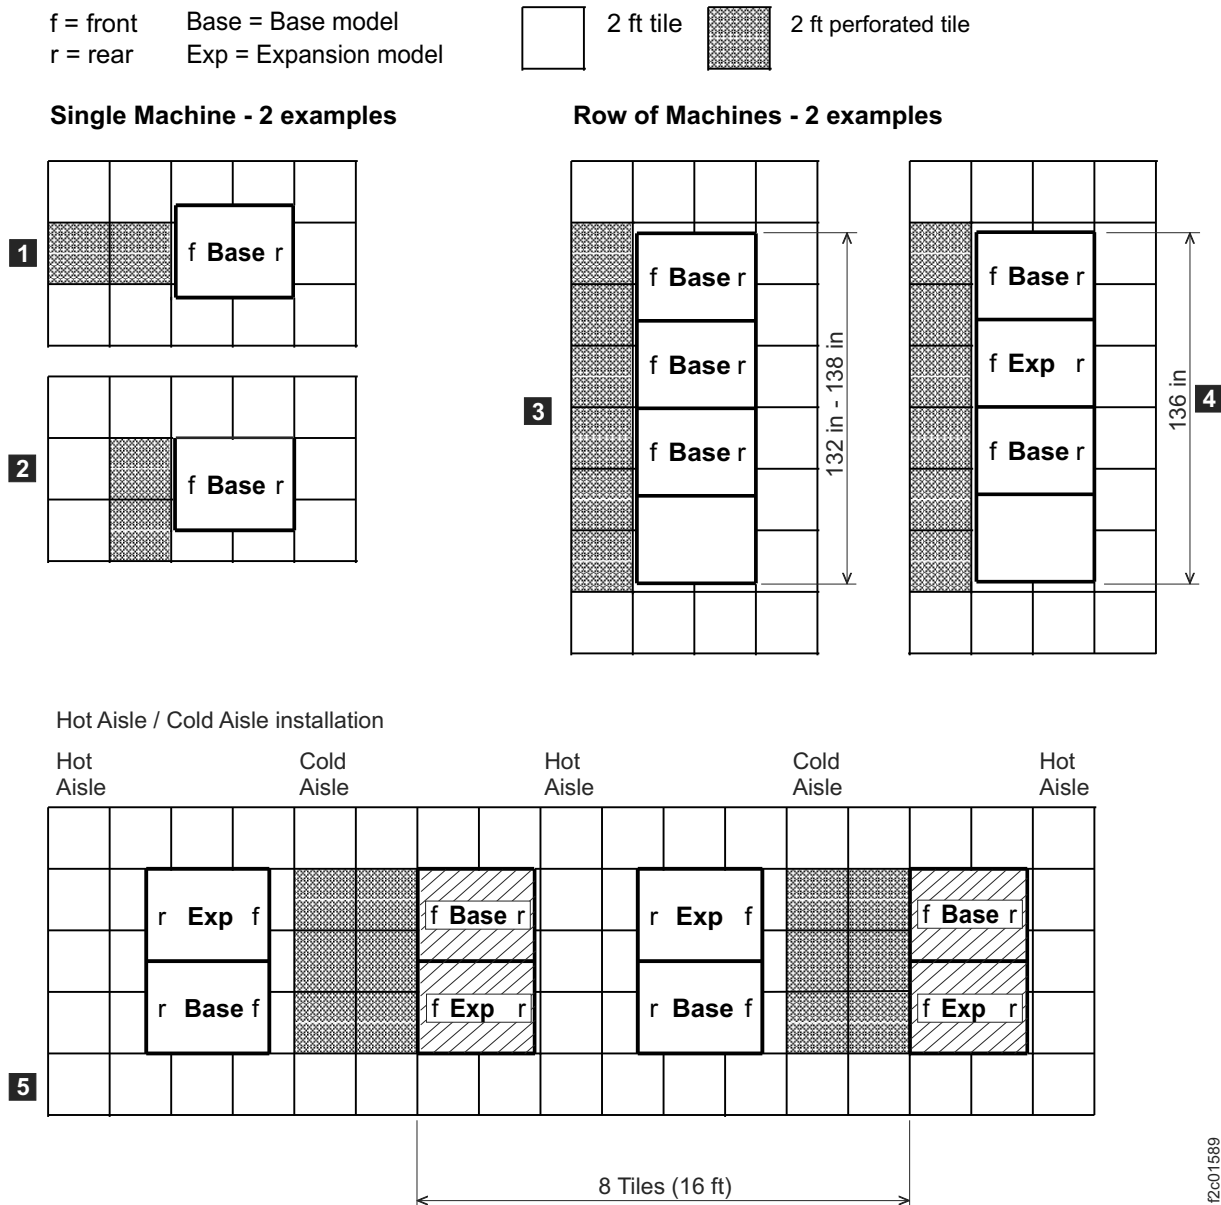 f = front Base = Base model 2 ft tile 2 ft perforated tile
r = rear Exp = Expansion model
Single Machine - 2 examples
Row of Machines - 2 examples
1
f Base r
2
f Base r
3
f Base r
f Base r
f Base r
132 in - 138 in
f Base r
f Exp r
f Base r
136 in
4
Hot Aisle / Cold Aisle installation
Hot Cold Hot Cold Hot
Aisle Aisle Aisle Aisle Aisle
r Exp f f Base r r Exp f f Base r
r Base f f Exp r r Base f f Exp r
5
8 Tiles (16 ft)
f2c01589